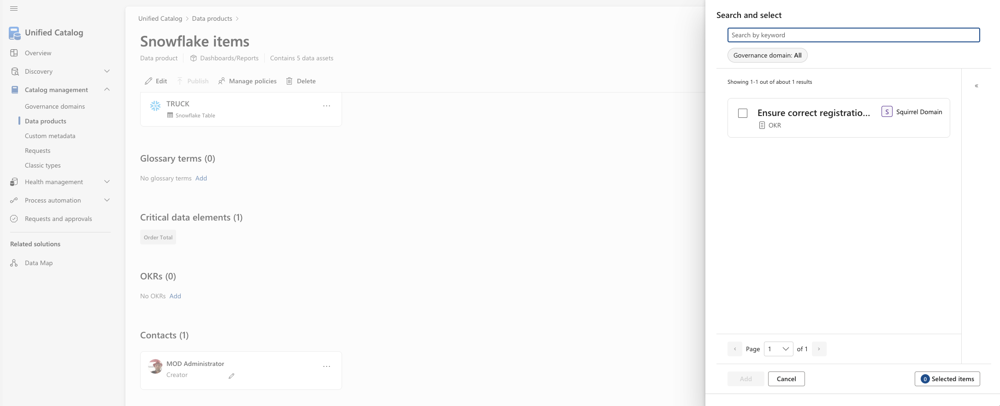 Unified Catalog
Overview
Discovery
Catalog management
Governance domains
Data products
Custom metadata
Requests
Classic types
Health management
Process automation
Requests and approvals
Related solutions
Data Map
Unified Catalog > Data products >
Snowflake items
Data product | Dashboards/Reports | Contains 5 data assets
Edit Publish Manage policies Delete
TRUCK
...
Snowflake Table
Glossary terms (0)
No glossary terms Add
Critical data elements (1)
Order Total
OKRs (0)
No OKRs Add
Contacts (1)
MOD Administrator
...
Creator
Search and select
Search by keyword
Governance domain: All
Showing 1-1 out of about 1 results
«
Ensure correct registratio... S Squirrel Domain
OKR
‹ Page 1 of 1 ›
Add Cancel 0 Selected items